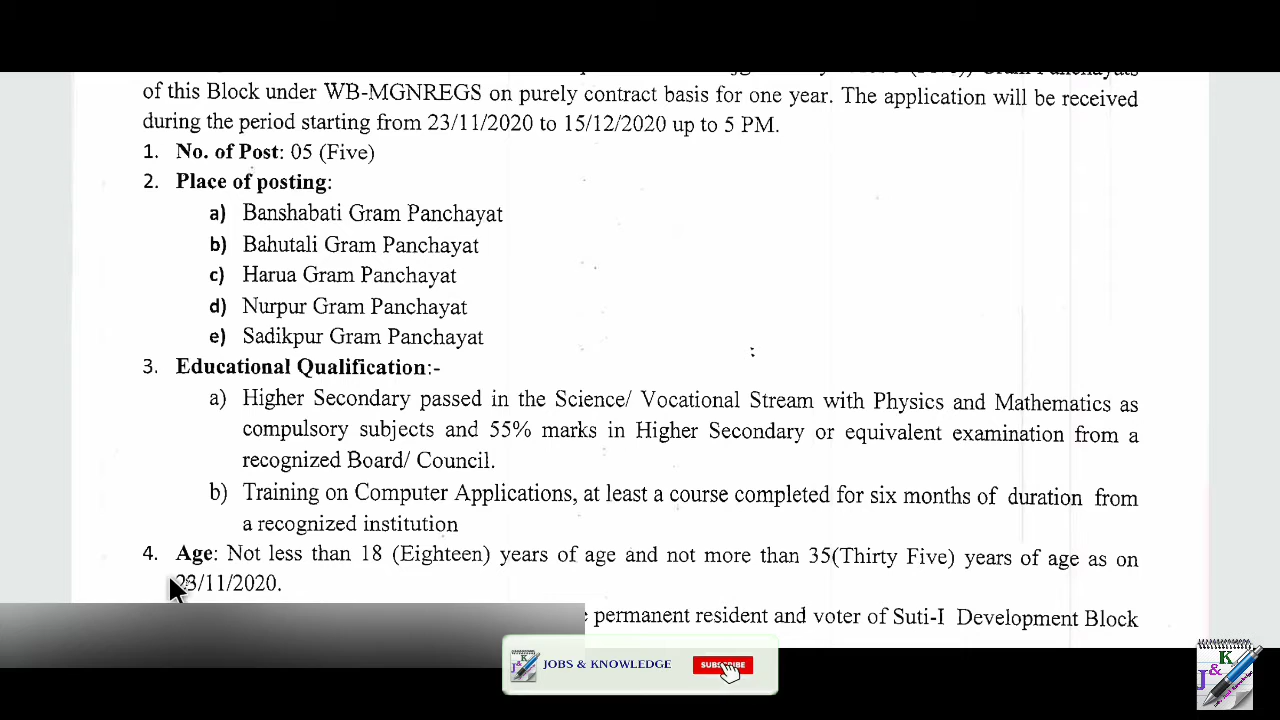 of this Block under WB-MGNREGS on purely contract basis for one year. The application will be received
during the period starting from 23/11/2020 to 15/12/2020 up to 5 PM.
1. No. of Post: 05 (Five)
2. Place of posting:
a) Banshabati Gram Panchayat
b) Bahutali Gram Panchayat
c) Harua Gram Panchayat
d) Nurpur Gram Panchayat
e) Sadikpur Gram Panchayat
3. Educational Qualification:-
a) Higher Secondary passed in the Science/ Vocational Stream with Physics and Mathematics as
compulsory subjects and 55% marks in Higher Secondary or equivalent examination from a
recognized Board/ Council.
b) Training on Computer Applications, at least a course completed for six months of duration from
a recognized institution
4. Age: Not less than 18 (Eighteen) years of age and not more than 35(Thirty Five) years of age as on
23/11/2020.
permanent resident and voter of Suti-I Development Block
JOBS & KNOWLEDGE SUBSCRIBE
J&K